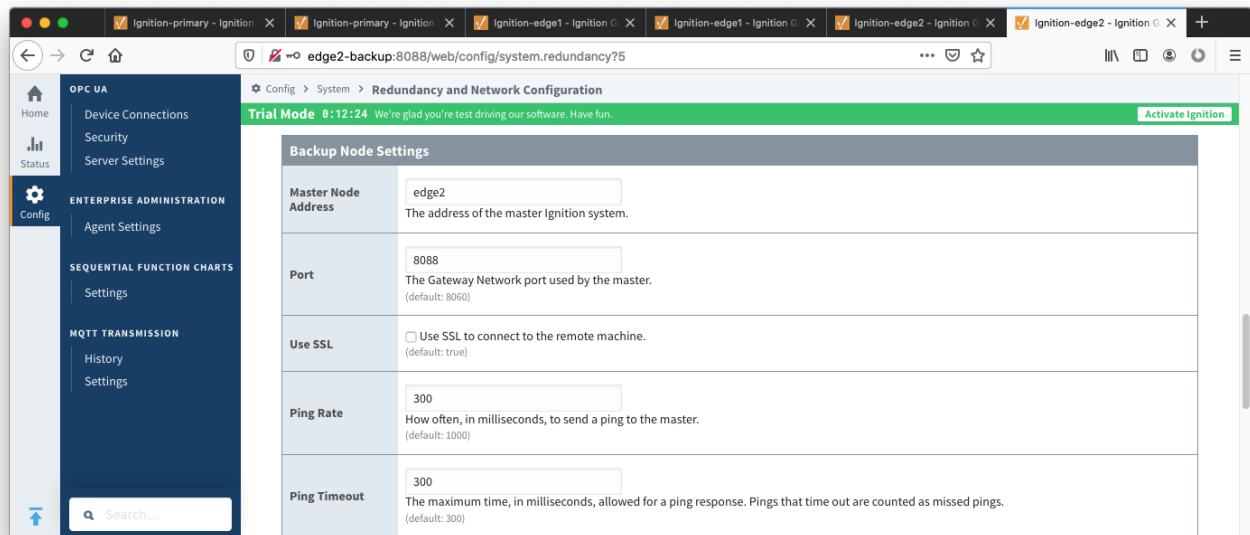 Ignition-primary - Ignition
Ignition-primary - Ignition
Ignition-edge1 - Ignition G
Ignition-edge1 - Ignition G
Ignition-edge2 - Ignition G
Ignition-edge2 - Ignition G
edge2-backup:8088/web/config/system.redundancy?5
Home
Status
Config
OPC UA
Device Connections
Security
Server Settings
ENTERPRISE ADMINISTRATION
Agent Settings
SEQUENTIAL FUNCTION CHARTS
Settings
MQTT TRANSMISSION
History
Settings
Search...
Config > System > Redundancy and Network Configuration
Trial Mode 0:12:24 We're glad you're test driving our software. Have fun.
Activate Ignition
Backup Node Settings
Master Node
Address
edge2
The address of the master Ignition system.
Port
8088
The Gateway Network port used by the master.
(default: 8060)
Use SSL
Use SSL to connect to the remote machine.
(default: true)
Ping Rate
300
How often, in milliseconds, to send a ping to the master.
(default: 1000)
Ping Timeout
300
The maximum time, in milliseconds, allowed for a ping response. Pings that time out are counted as missed pings.
(default: 300)